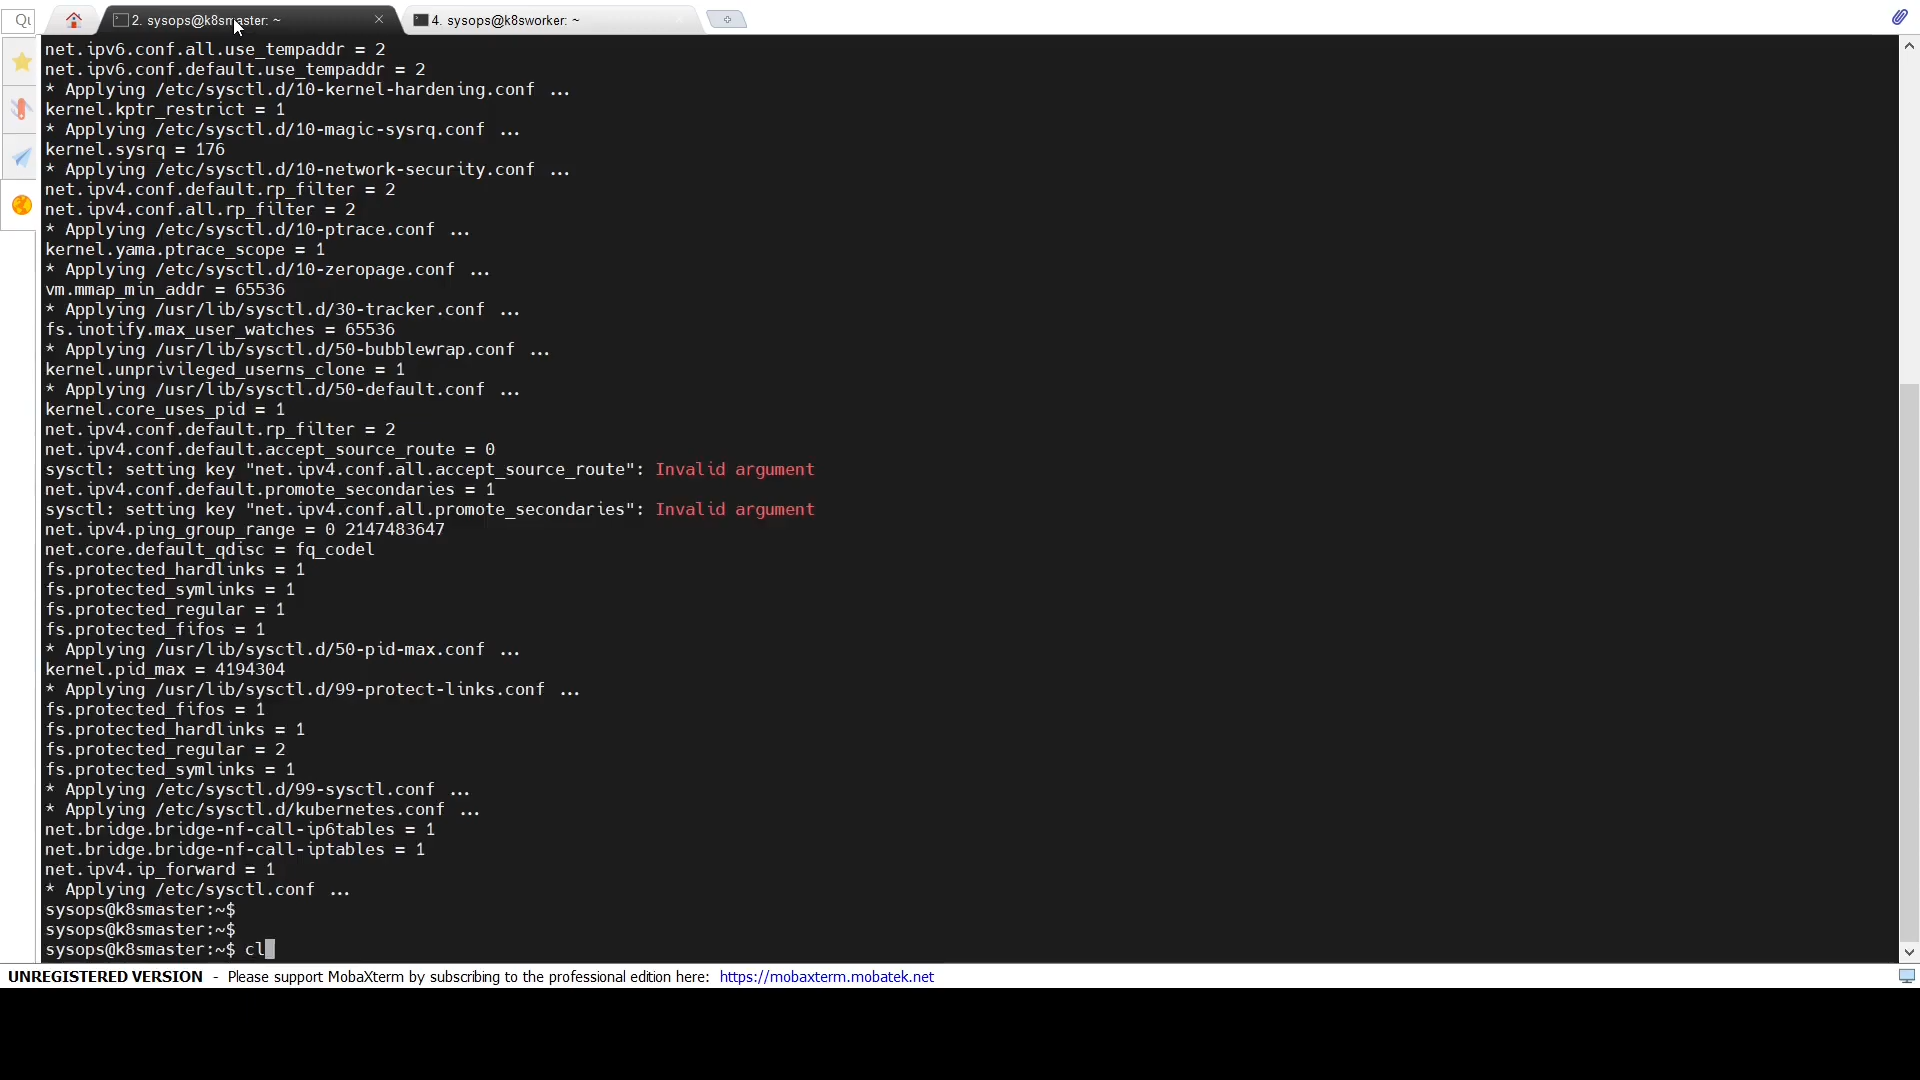 Qu
2. sysops@k8smaster: ~
4. sysops@k8sworker: ~
net.ipv6.conf.all.use_tempaddr = 2
net.ipv6.conf.default.use_tempaddr = 2
* Applying /etc/sysctl.d/10-kernel-hardening.conf ...
kernel.kptr_restrict = 1
* Applying /etc/sysctl.d/10-magic-sysrq.conf ...
kernel.sysrq = 176
* Applying /etc/sysctl.d/10-network-security.conf ...
net.ipv4.conf.default.rp_filter = 2
net.ipv4.conf.all.rp_filter = 2
* Applying /etc/sysctl.d/10-ptrace.conf ...
kernel.yama.ptrace_scope = 1
* Applying /etc/sysctl.d/10-zeropage.conf ...
vm.mmap_min_addr = 65536
* Applying /usr/lib/sysctl.d/30-tracker.conf ...
fs.inotify.max_user_watches = 65536
* Applying /usr/lib/sysctl.d/50-bubblewrap.conf ...
kernel.unprivileged_userns_clone = 1
* Applying /usr/lib/sysctl.d/50-default.conf ...
kernel.core_uses_pid = 1
net.ipv4.conf.default.rp_filter = 2
net.ipv4.conf.default.accept_source_route = 0
sysctl: setting key "net.ipv4.conf.all.accept_source_route": Invalid argument
net.ipv4.conf.default.promote_secondaries = 1
sysctl: setting key "net.ipv4.conf.all.promote_secondaries": Invalid argument
net.ipv4.ping_group_range = 0 2147483647
net.core.default_qdisc = fq_codel
fs.protected_hardlinks = 1
fs.protected_symlinks = 1
fs.protected_regular = 1
fs.protected_fifos = 1
* Applying /usr/lib/sysctl.d/50-pid-max.conf ...
kernel.pid_max = 4194304
* Applying /usr/lib/sysctl.d/99-protect-links.conf ...
fs.protected_fifos = 1
fs.protected_hardlinks = 1
fs.protected_regular = 2
fs.protected_symlinks = 1
* Applying /etc/sysctl.d/99-sysctl.conf ...
* Applying /etc/sysctl.d/kubernetes.conf ...
net.bridge.bridge-nf-call-ip6tables = 1
net.bridge.bridge-nf-call-iptables = 1
net.ipv4.ip_forward = 1
* Applying /etc/sysctl.conf ...
sysops@k8smaster:~$
sysops@k8smaster:~$
sysops@k8smaster:~$ cl
UNREGISTERED VERSION - Please support MobaXterm by subscribing to the professional edition here: https://mobaxterm.mobatek.net